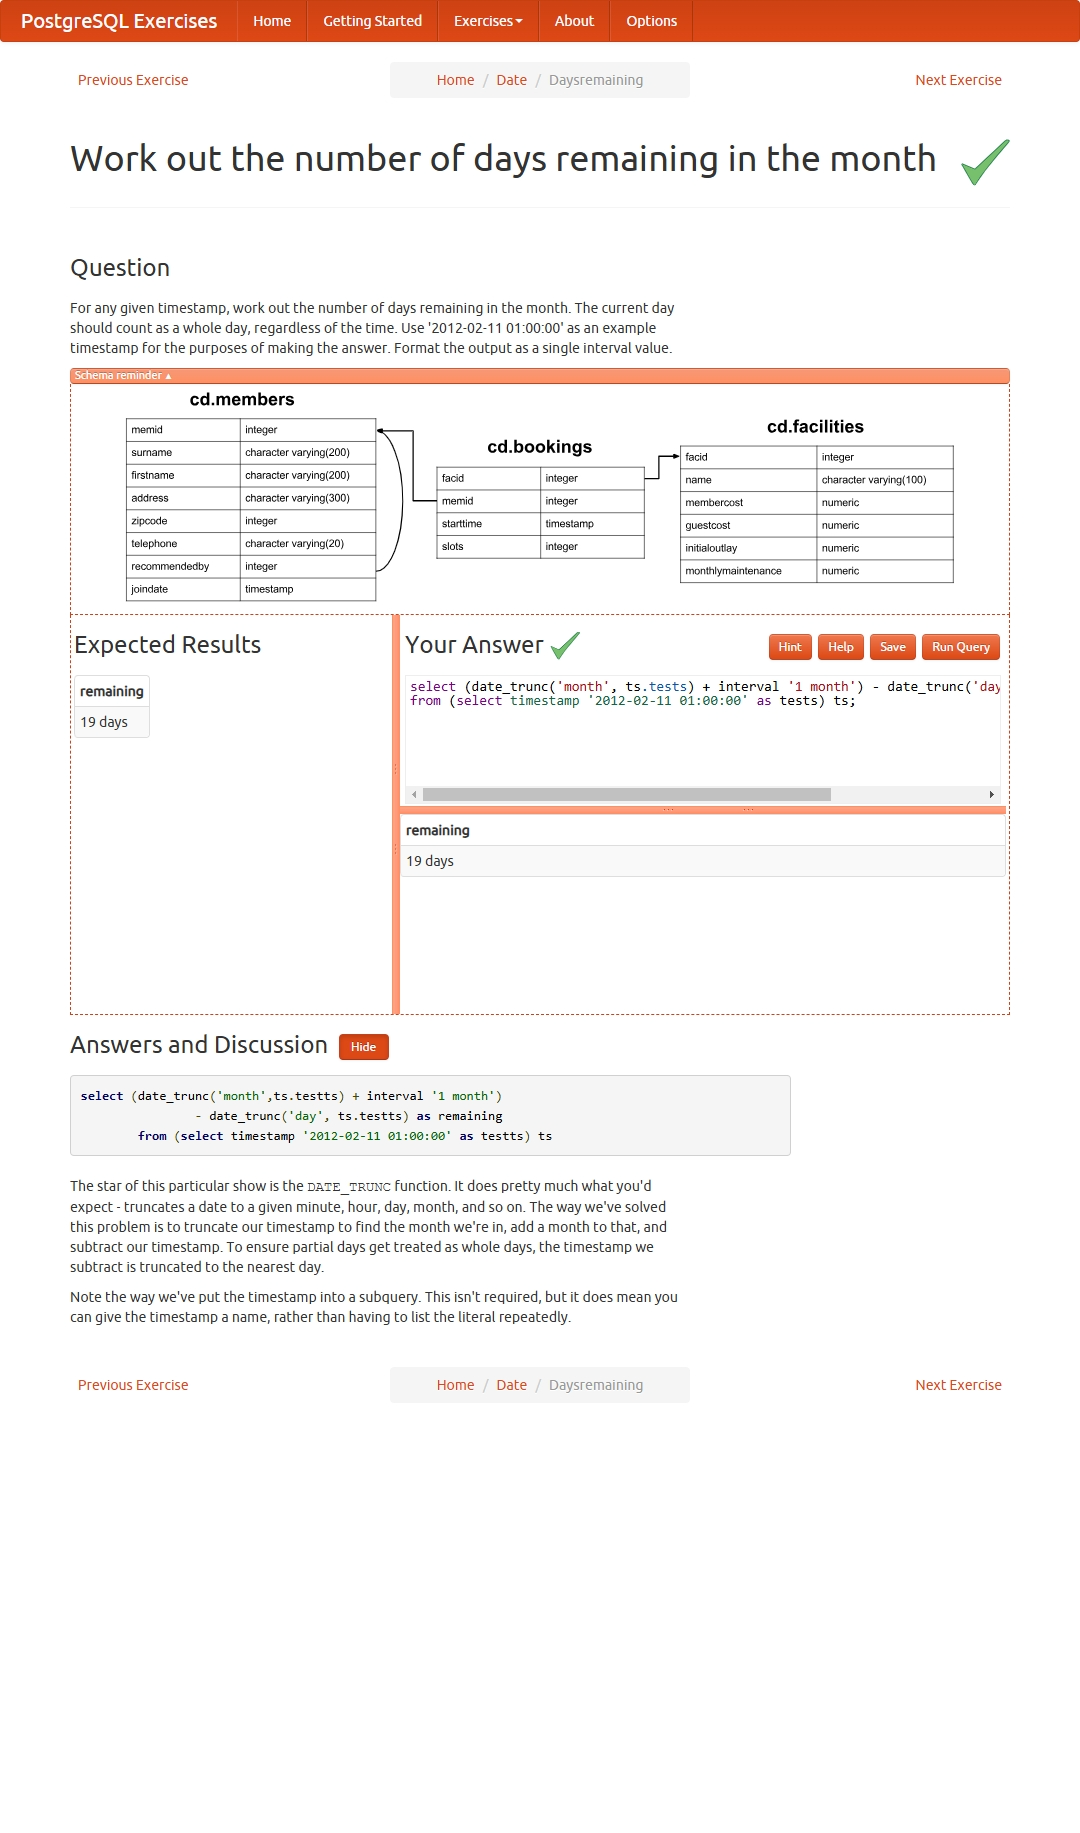 PostgreSQL Exercises Home Getting Started Exercises About Options
Previous Exercise Home / Date / Daysremaining Next Exercise
Work out the number of days remaining in the month
Question
For any given timestamp, work out the number of days remaining in the month. The current day
should count as a whole day, regardless of the time. Use '2012-02-11 01:00:00' as an example
timestamp for the purposes of making the answer. Format the output as a single interval value.
Schema reminder
cd.members
memid integer
surname character varying(200)
firstname character varying(200)
address character varying(300)
zipcode integer
telephone character varying(20)
recommendedby integer
joindate timestamp
cd.bookings
facid integer
memid integer
starttime timestamp
slots integer
cd.facilities
facid integer
name character varying(100)
membercost numeric
guestcost numeric
initialoutlay numeric
monthlymaintenance numeric
Expected Results
remaining
19 days
Your Answer Hint Help Save Run Query
select (date_trunc('month', ts.tests) + interval '1 month') - date_trunc('day
from (select timestamp '2012-02-11 01:00:00' as tests) ts;
remaining
19 days
Answers and Discussion Hide
select (date_trunc('month',ts.testts) + interval '1 month')
- date_trunc('day', ts.testts) as remaining
from (select timestamp '2012-02-11 01:00:00' as testts) ts
The star of this particular show is the DATE_TRUNC function. It does pretty much what you'd
expect - truncates a date to a given minute, hour, day, month, and so on. The way we've solved
this problem is to truncate our timestamp to find the month we're in, add a month to that, and
subtract our timestamp. To ensure partial days get treated as whole days, the timestamp we
subtract is truncated to the nearest day.
Note the way we've put the timestamp into a subquery. This isn't required, but it does mean you
can give the timestamp a name, rather than having to list the literal repeatedly.
Previous Exercise Home / Date / Daysremaining Next Exercise